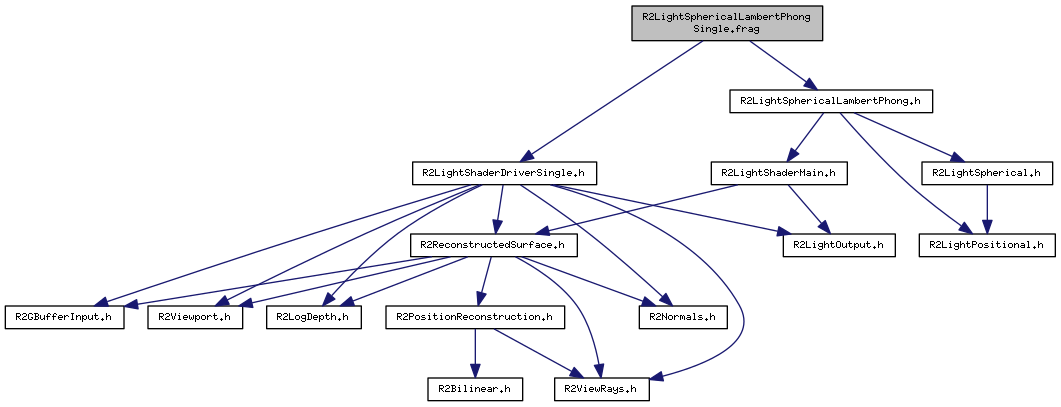 R2LightSphericalLambertPhong
Single.frag
R2LightSphericalLambertPhong.h
R2LightShaderDriverSingle.h
R2LightShaderMain.h
R2LightSpherical.h
R2ReconstructedSurface.h
R2LightOutput.h
R2LightPositional.h
R2GBufferInput.h
R2Viewport.h
R2LogDepth.h
R2PositionReconstruction.h
R2Normals.h
R2Bilinear.h
R2ViewRays.h